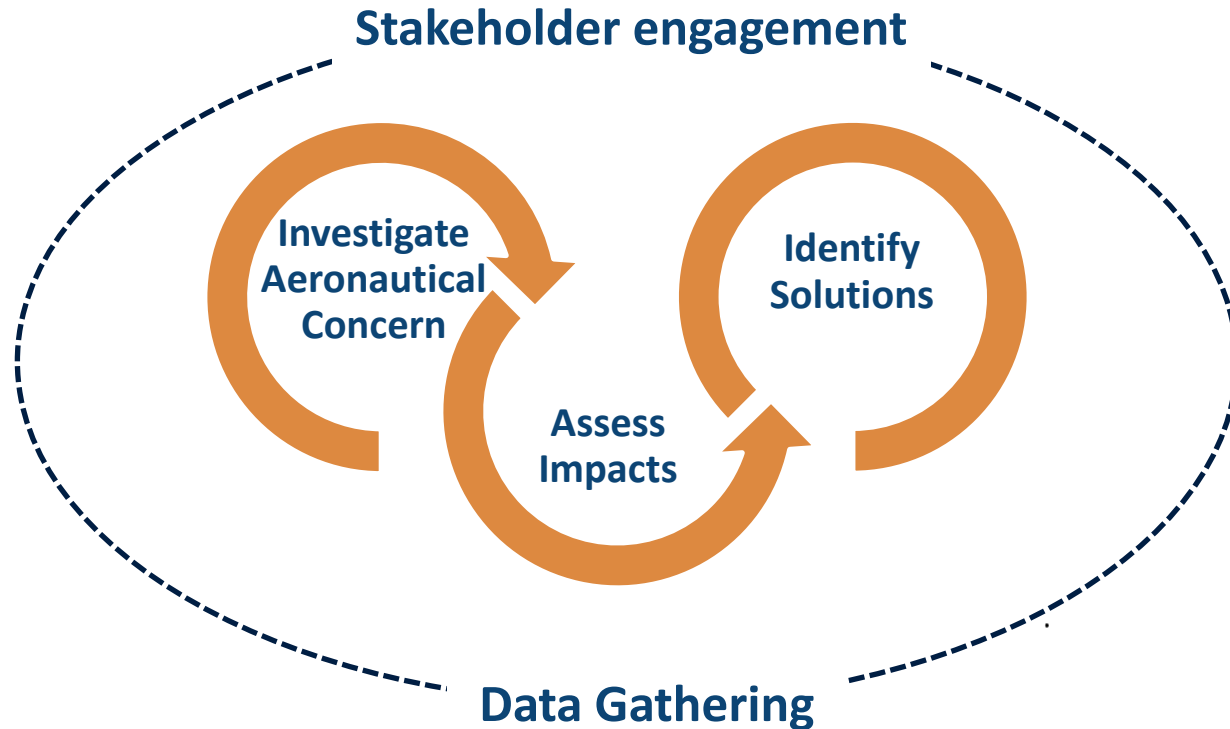 Stakeholder engagement
Investigate
Aeronautical
Concern
Identify
Solutions
Assess
Impacts
Data Gathering